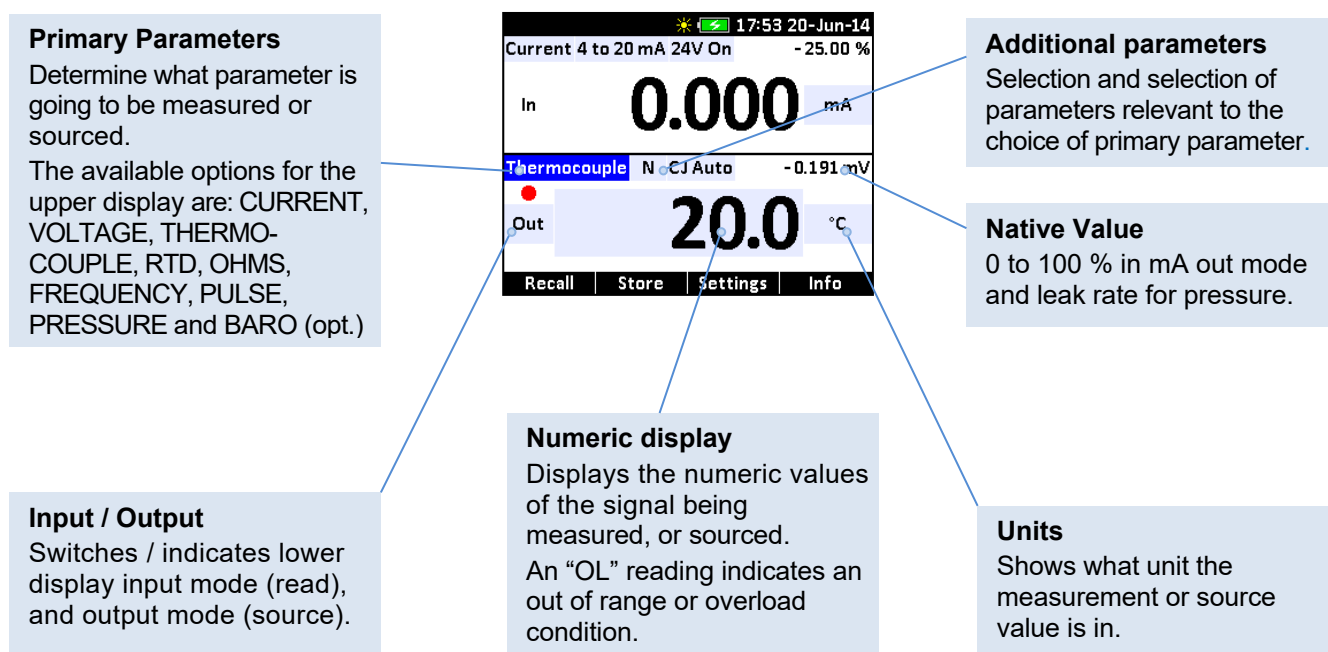 Primary Parameters
Determine what parameter is
going to be measured or
sourced.
The available options for the
upper display are: CURRENT,
VOLTAGE, THERMO-
COUPLE, RTD, OHMS,
FREQUENCY, PULSE,
PRESSURE and BARO (opt.)
Input / Output
Switches / indicates lower
display input mode (read),
and output mode (source).
17:53 20-Jun-14
Current 4 to 20 mA 24V On -25.00 %
In 0.000 mA
Thermocouple N CJ Auto -0.191 mV
Out 20.0 °C
Recall Store Settings Info
Numeric display
Displays the numeric values
of the signal being
measured, or sourced.
An “OL” reading indicates an
out of range or overload
condition.
Additional parameters
Selection and selection of
parameters relevant to the
choice of primary parameter.
Native Value
0 to 100 % in mA out mode
and leak rate for pressure.
Units
Shows what unit the
measurement or source
value is in.